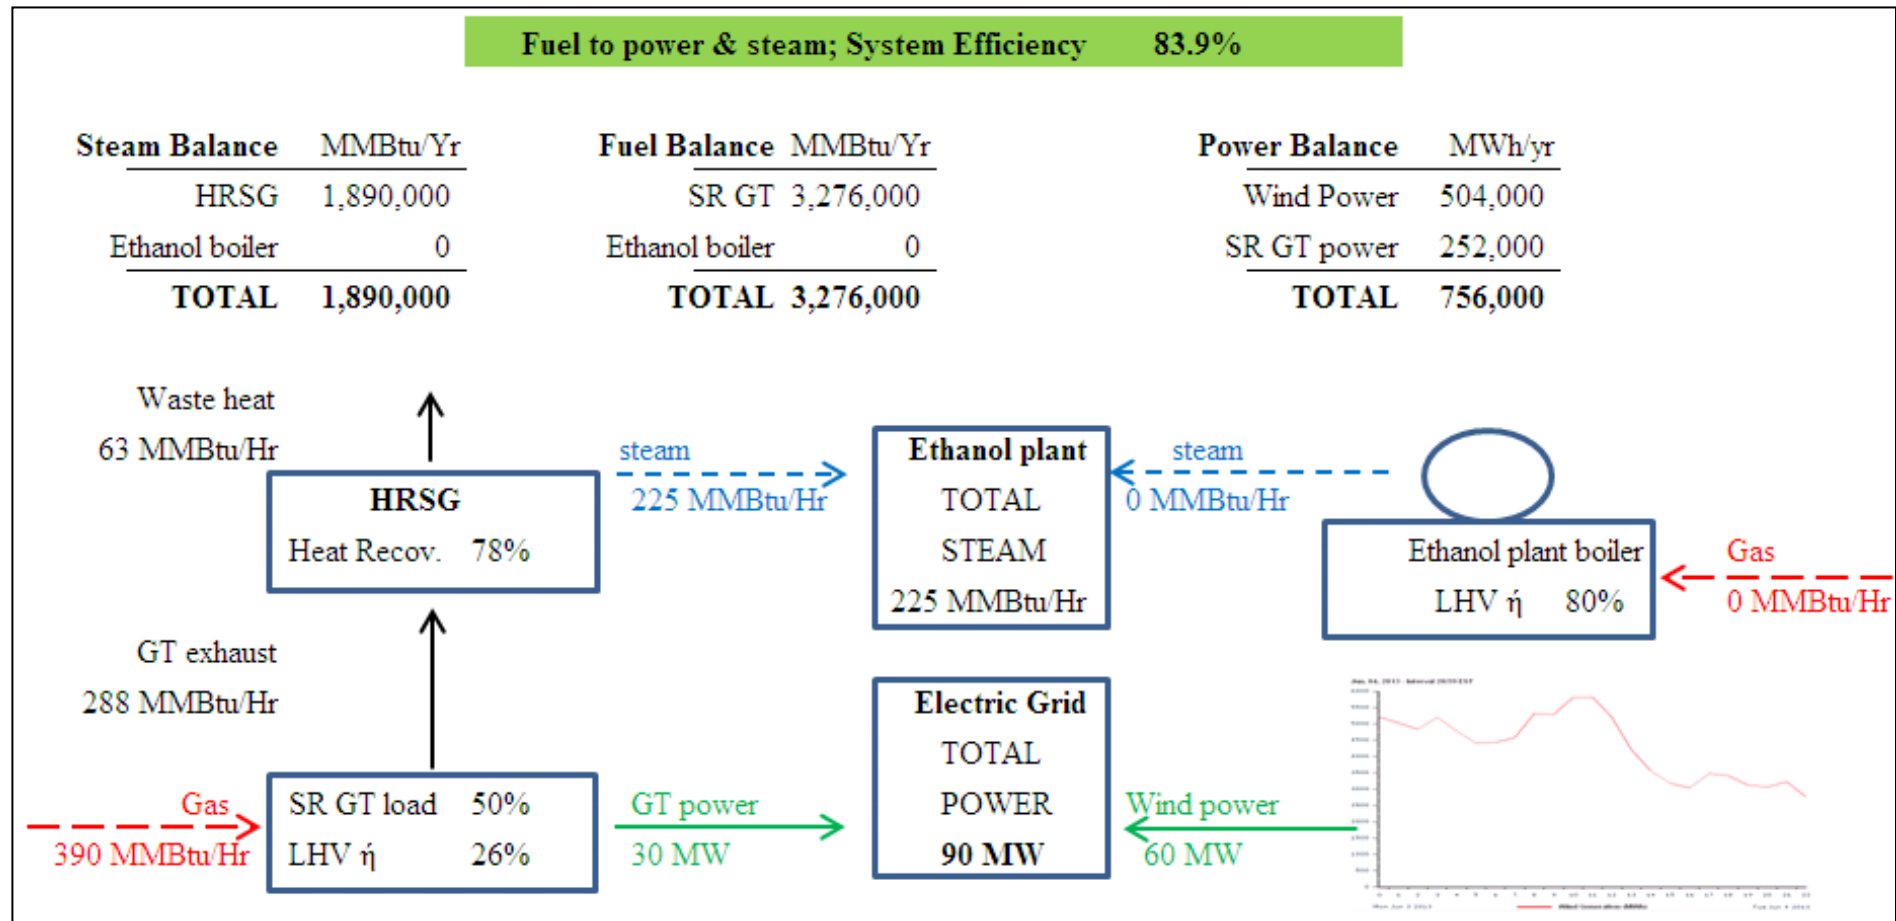 Fuel to power & steam; System Efficiency 83.9%
Steam Balance MMBtu/Yr
HRSG 1,890,000
Ethanol boiler 0
TOTAL 1,890,000
Fuel Balance MMBtu/Yr
SR GT 3,276,000
Ethanol boiler 0
TOTAL 3,276,000
Power Balance MWh/yr
Wind Power 504,000
SR GT power 252,000
TOTAL 756,000
Waste heat
63 MMBtu/Hr
HRSG
Heat Recov. 78%
steam
225 MMBtu/Hr
Ethanol plant
TOTAL
STEAM
225 MMBtu/Hr
steam
0 MMBtu/Hr
Ethanol plant boiler
LHV ή 80%
Gas
0 MMBtu/Hr
GT exhaust
288 MMBtu/Hr
Gas
390 MMBtu/Hr
SR GT load 50%
LHV ή 26%
GT power
30 MW
Electric Grid
TOTAL
POWER
90 MW
Wind power
60 MW